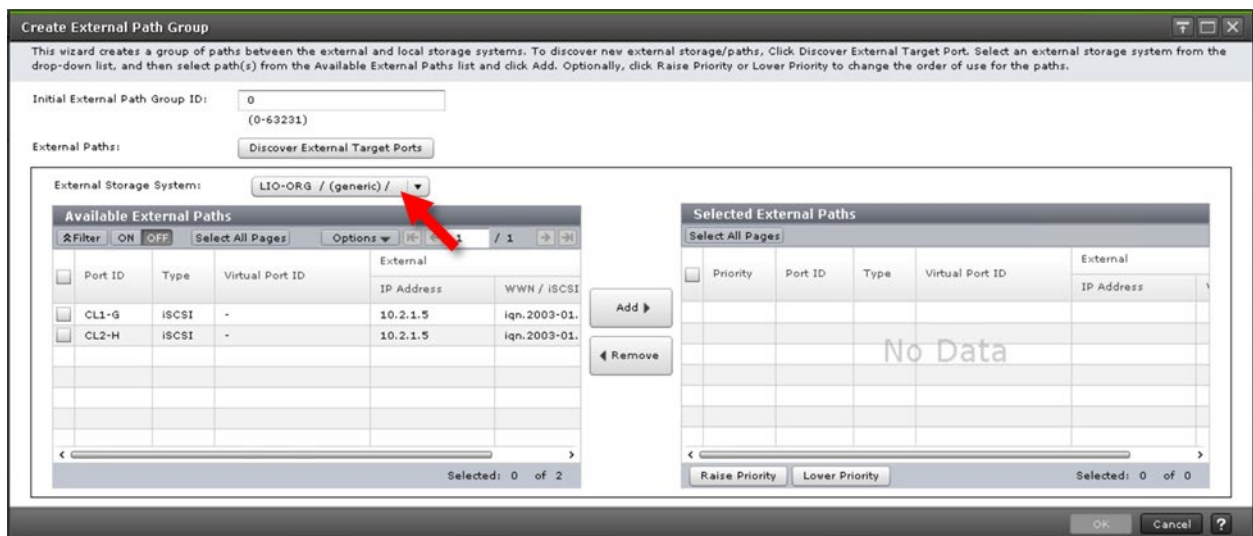 Create External Path Group
This wizard creates a group of paths between the external and local storage systems. To discover new external storage/paths, Click Discover External Target Port. Select an external storage system from the
drop-down list, and then select path(s) from the Available External Paths list and click Add. Optionally, click Raise Priority or Lower Priority to change the order of use for the paths.
Initial External Path Group ID: 0
(0-63231)
External Paths: Discover External Target Ports
External Storage System: LIO-ORG / (generic) /
Available External Paths
Filter ON OFF Select All Pages Options 1 / 1
Port ID Type Virtual Port ID External
IP Address WWN / iSCSI
CL1-G iSCSI - 10.2.1.5 iqn.2003-01.
CL2-H iSCSI - 10.2.1.5 iqn.2003-01.
Selected: 0 of 2
Add
Remove
Selected External Paths
Select All Pages
Priority Port ID Type Virtual Port ID External
IP Address
No Data
Raise Priority Lower Priority Selected: 0 of 0
OK Cancel ?